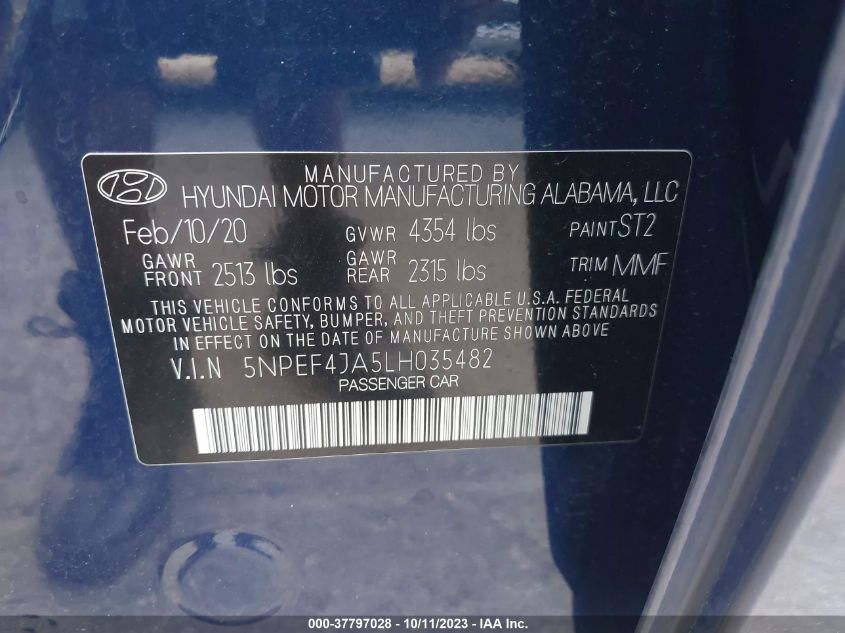 MANUFACTURED BY
HYUNDAI MOTOR MANUFACTURING ALABAMA, LLC
Feb/10/20 GVWR 4354 lbs PAINT ST2
GAWR FRONT 2513 lbs GAWR REAR 2315 lbs TRIM MMF
THIS VEHICLE CONFORMS TO ALL APPLICABLE U.S.A. FEDERAL
MOTOR VEHICLE SAFETY, BUMPER, AND THEFT PREVENTION STANDARDS
IN EFFECT ON THE DATE OF MANUFACTURE SHOWN ABOVE
V.I.N 5NPEF4JA5LH035482
PASSENGER CAR
000-37797028 - 10/11/2023 - IAA Inc.